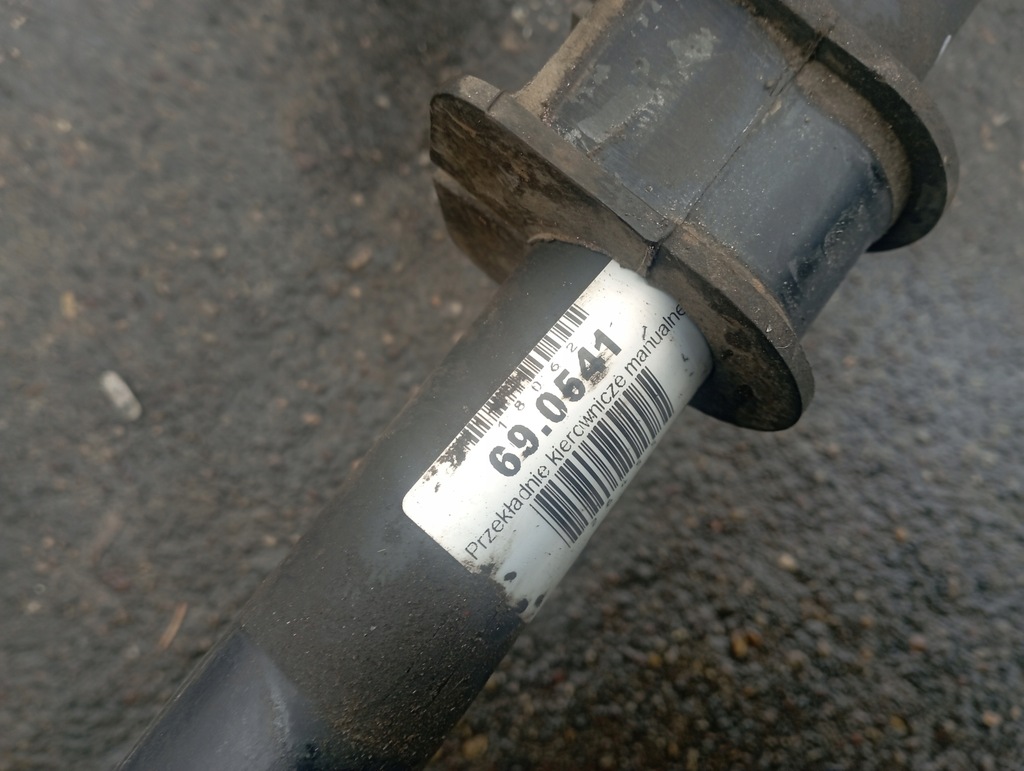 18062
69.0541
Przekładnie kierownicze manualne